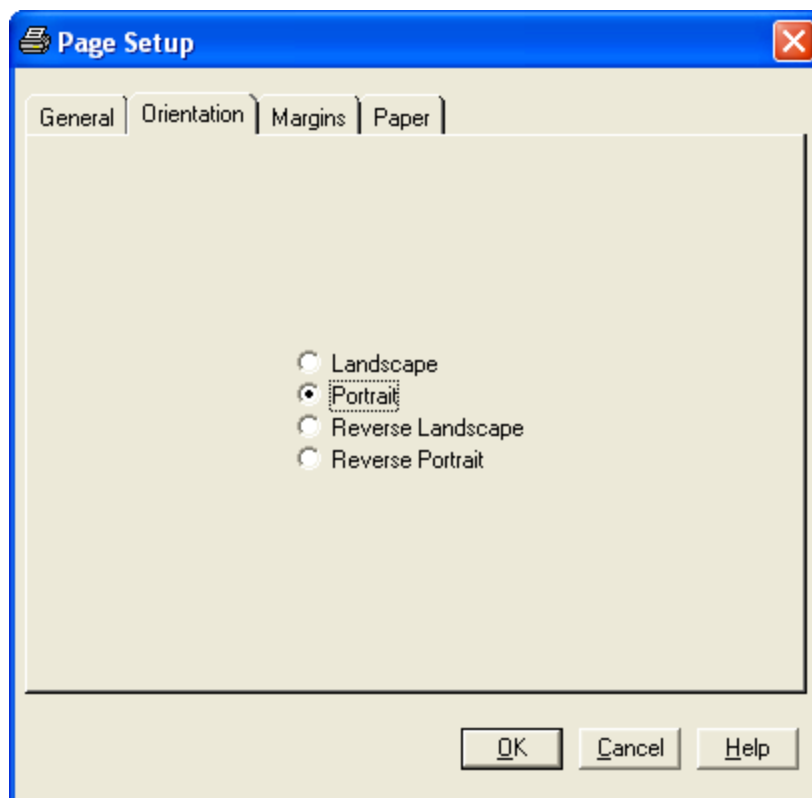 Page Setup
General Orientation Margins Paper
Landscape
Portrait
Reverse Landscape
Reverse Portrait
OK Cancel Help